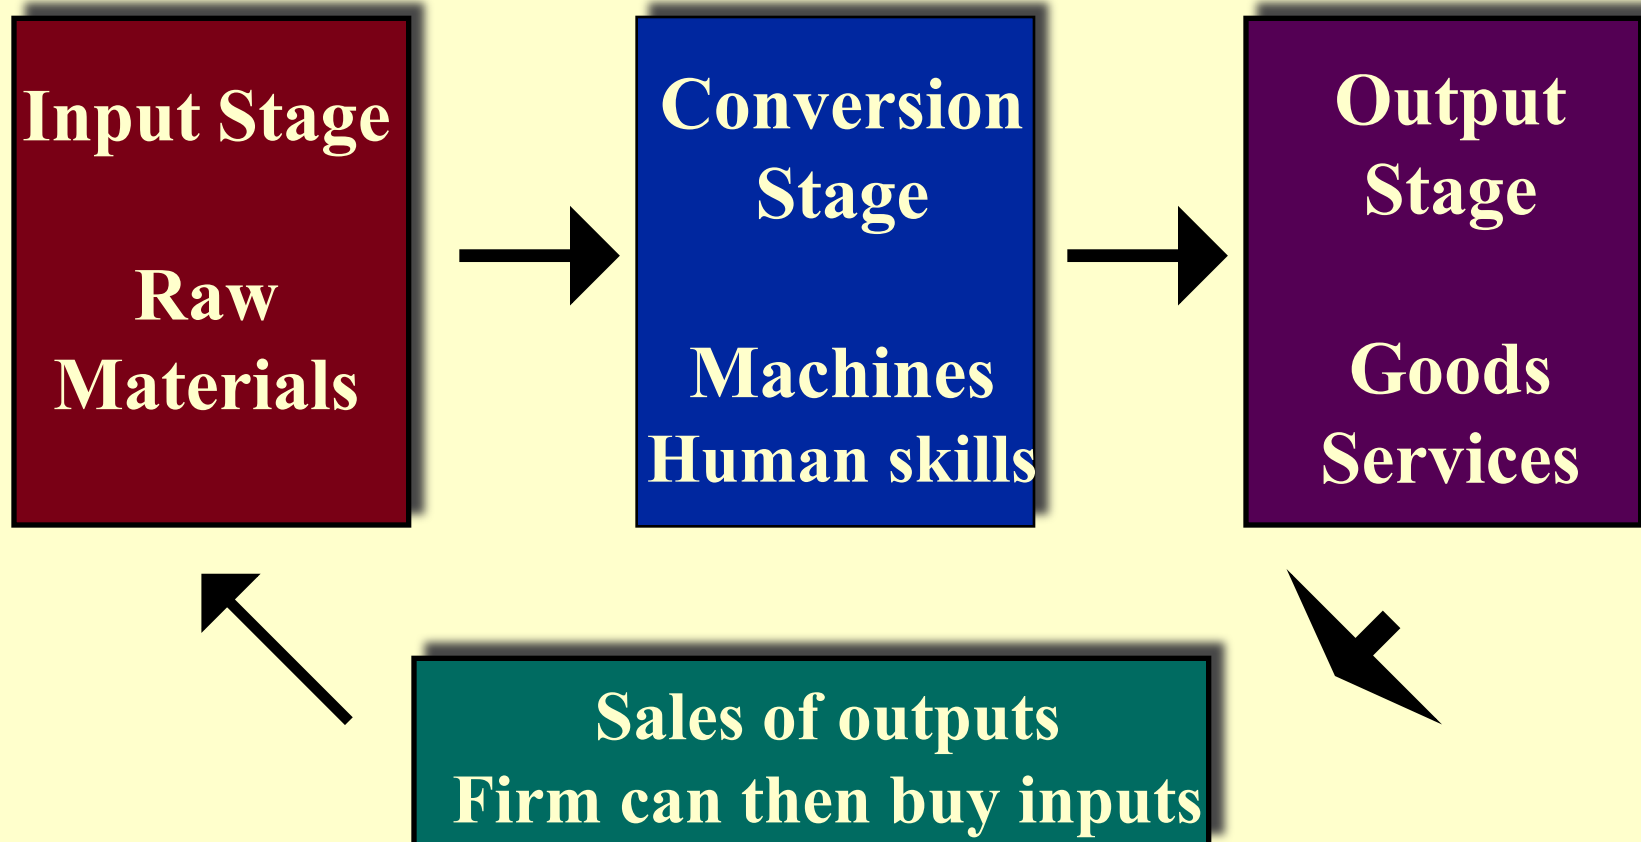 Input Stage
Raw
Materials
Conversion
Stage
Machines
Human skills
Output
Stage
Goods
Services
Sales of outputs
Firm can then buy inputs